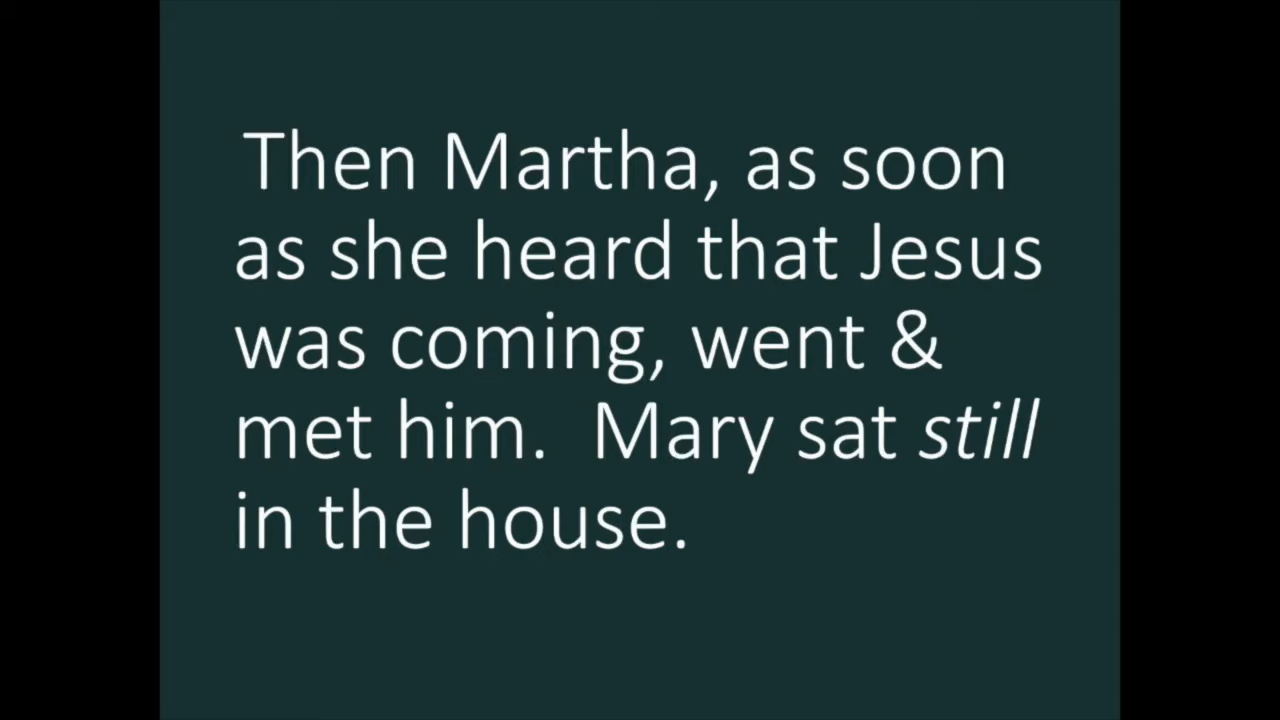 Then Martha, as soon
as she heard that Jesus
was coming, went &
met him.  Mary sat still
in the house.